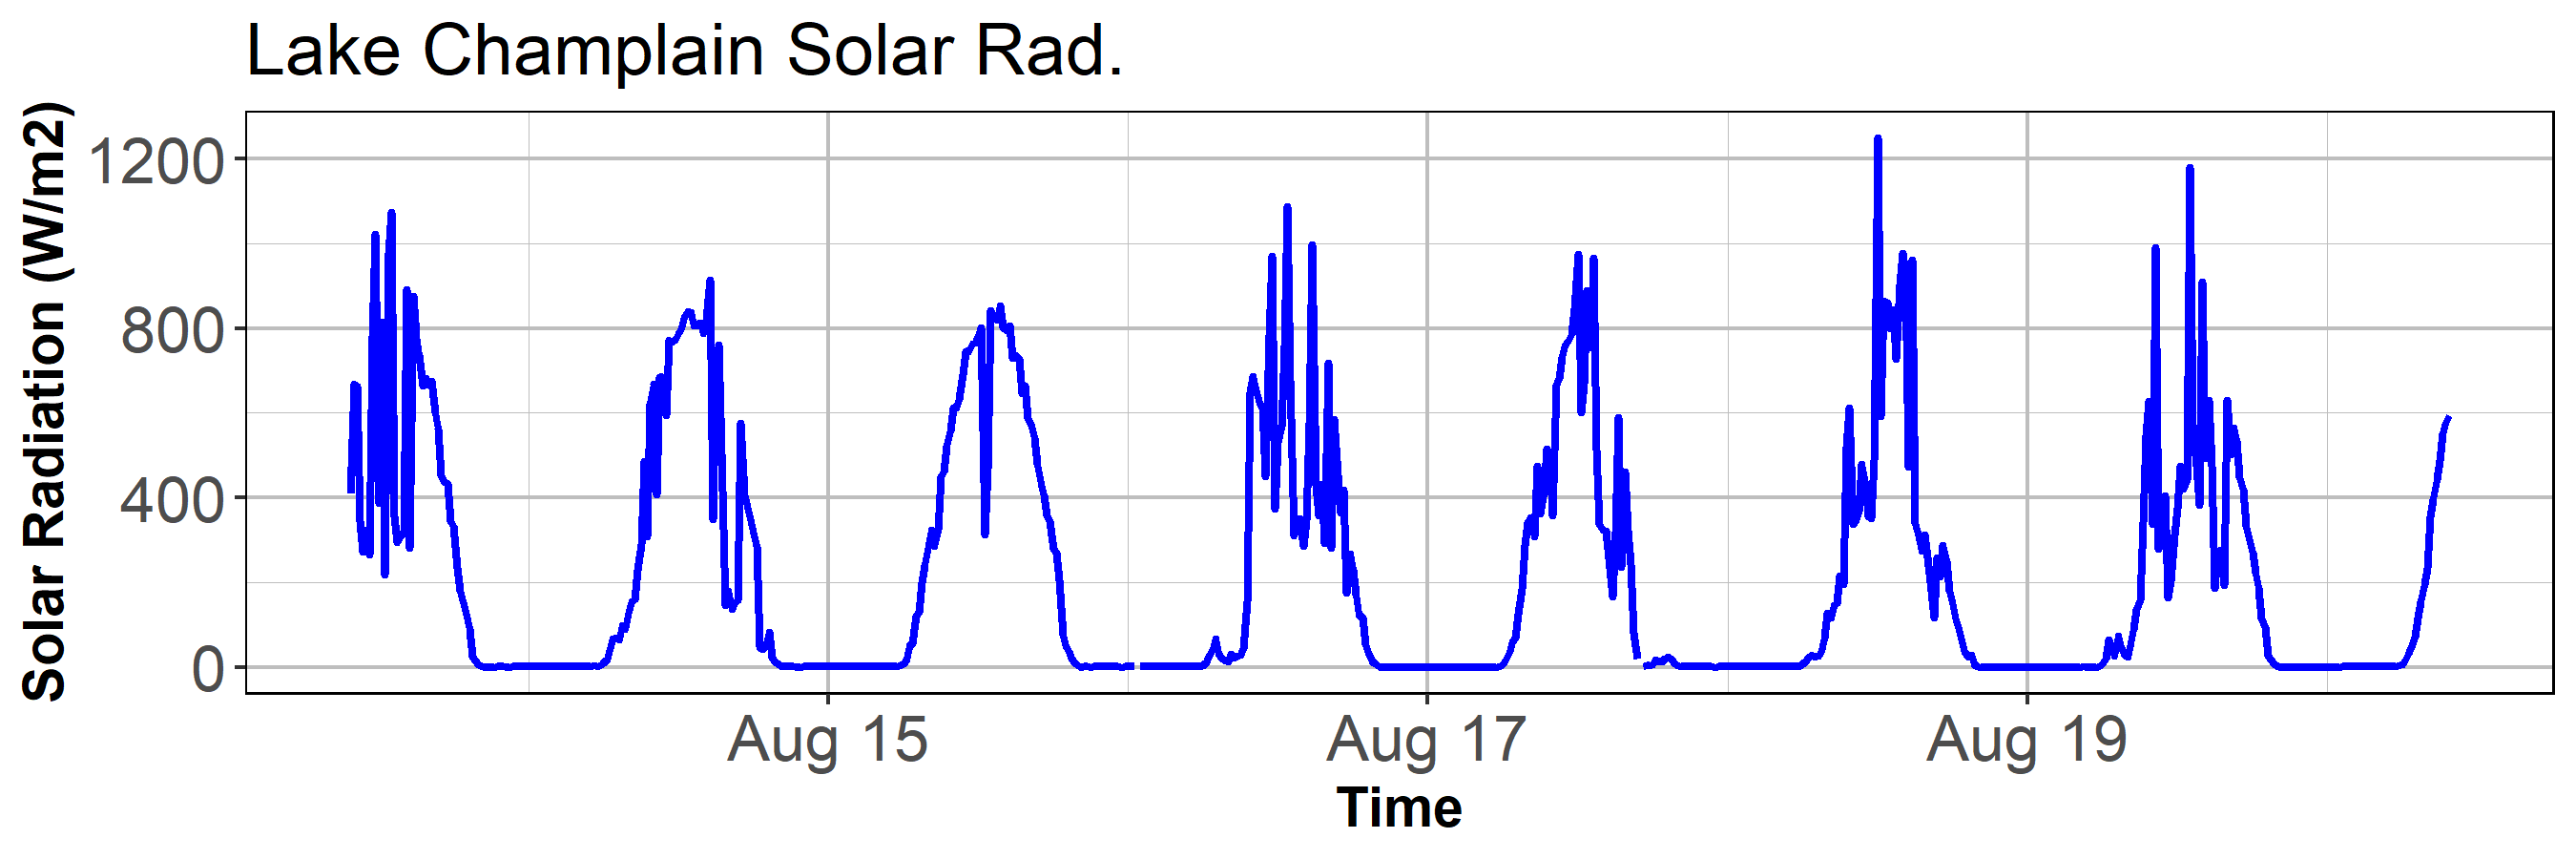 Lake Champlain Solar Rad.
Solar Radiation (W/m2)
1200
800
400
0
Aug 15
Aug 17
Aug 19
Time